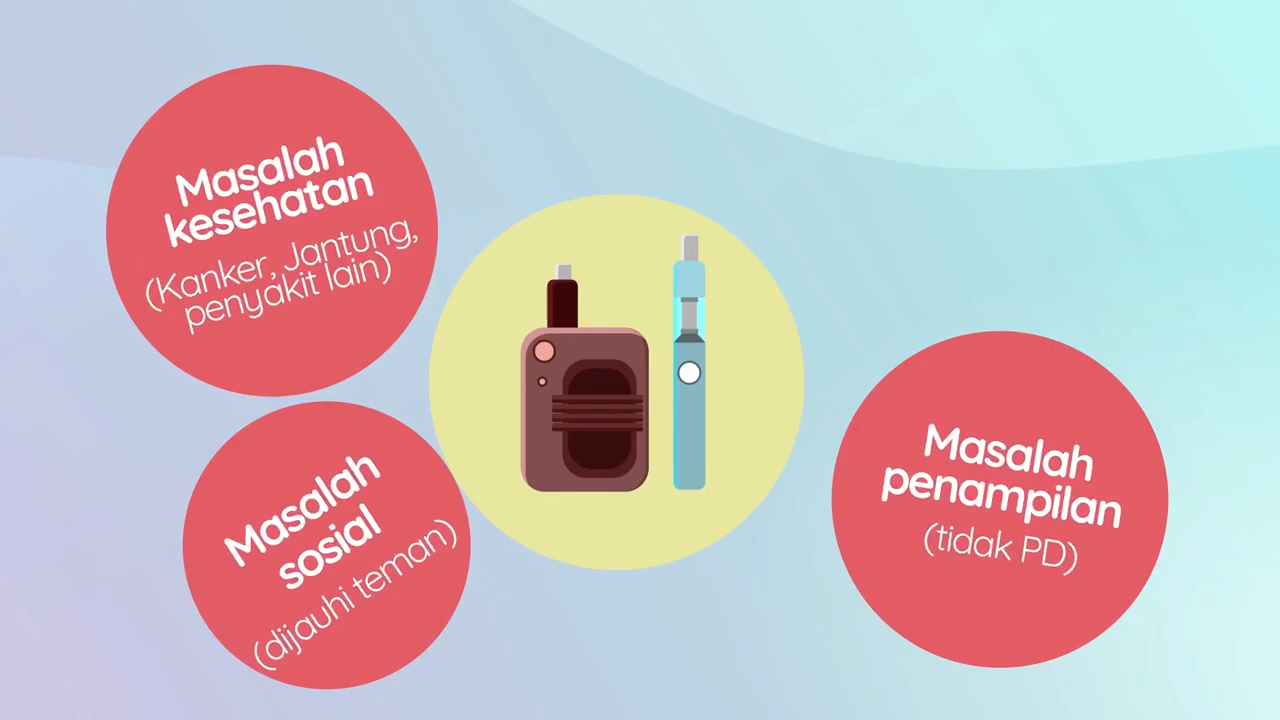 Masalah
kesehatan
(Kanker, Jantung,
penyakit lain)
Masalah
sosial
(dijauhi teman)
Masalah
penampilan
(tidak PD)